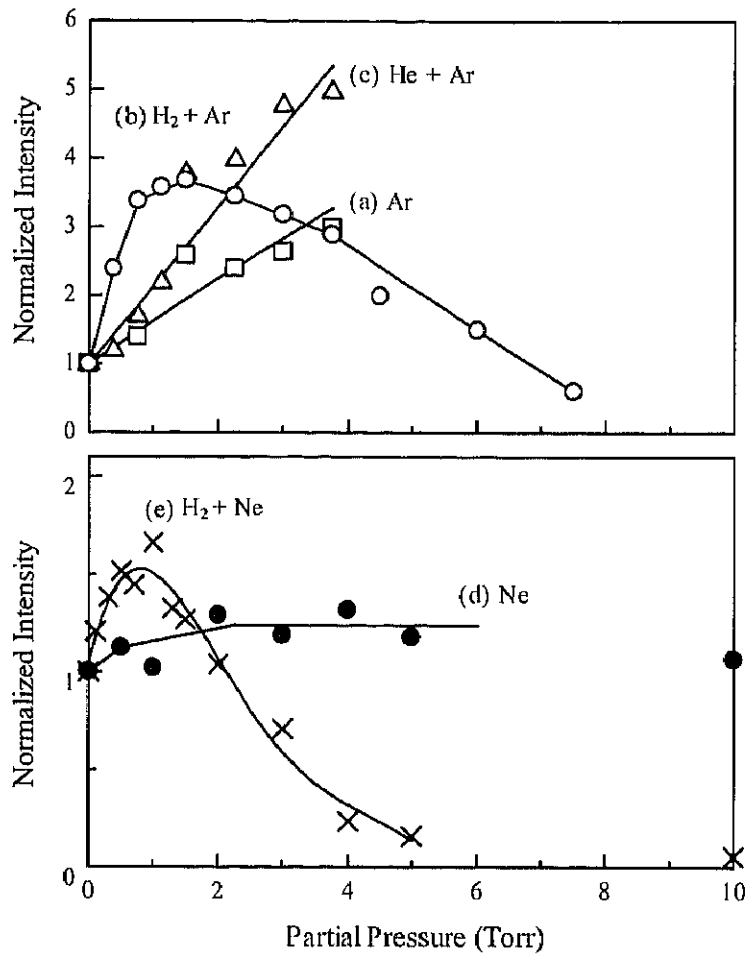 6
5
4
3
2
1
0
Normalized Intensity
(c) He + Ar
(b) H₂ + Ar
(a) Ar
2
1
0
Normalized Intensity
(e) H₂ + Ne
(d) Ne
0 2 4 6 8 10
Partial Pressure (Torr)